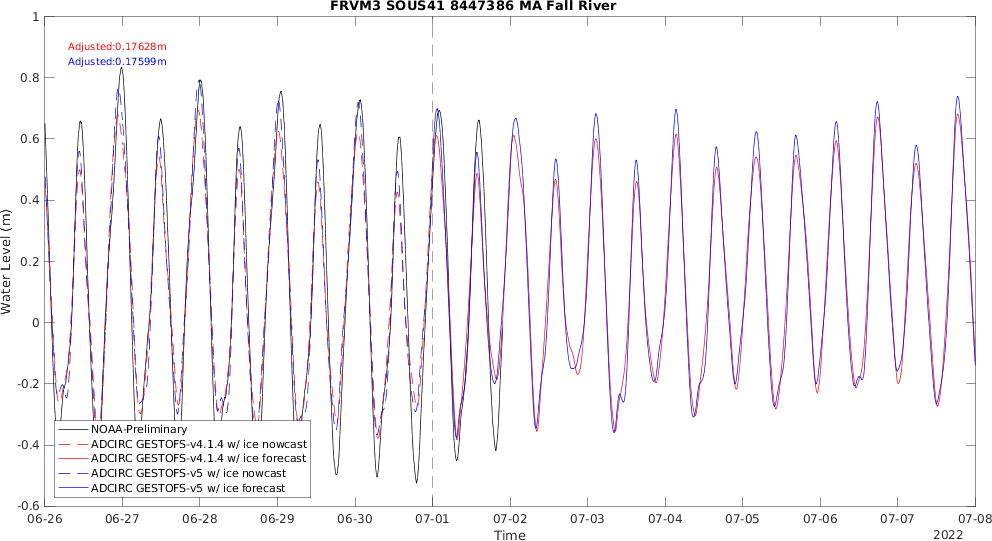 FRVM3 SOUS41 8447386 MA Fall River
Adjusted:0.17628m
Adjusted:0.17599m
Water Level (m)
1
0.8
0.6
0.4
0.2
0
-0.2
-0.4
-0.6
NOAA-Preliminary
ADCIRC GESTOFS-v4.1.4 w/ ice nowcast
ADCIRC GESTOFS-v4.1.4 w/ ice forecast
ADCIRC GESTOFS-v5 w/ ice nowcast
ADCIRC GESTOFS-v5 w/ ice forecast
06-26 06-27 06-28 06-29 06-30 07-01 07-02 07-03 07-04 07-05 07-06 07-07 07-08
Time
2022